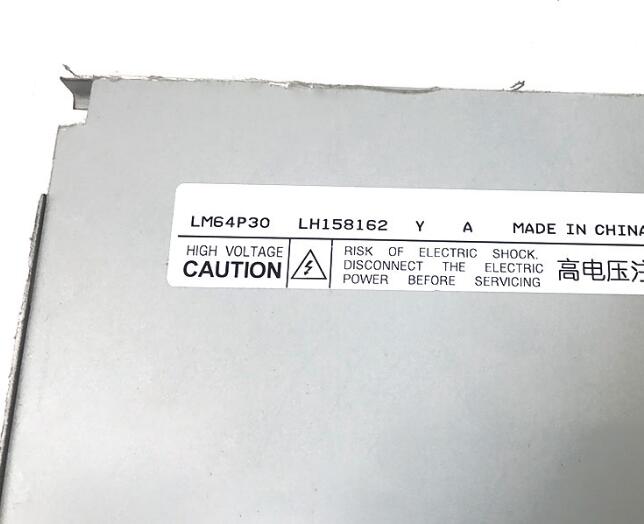 LM64P30 LH158162 Y A MADE IN CHINA
HIGH VOLTAGE
CAUTION
RISK OF ELECTRIC SHOCK.
DISCONNECT THE ELECTRIC
POWER BEFORE SERVICING
高电压注